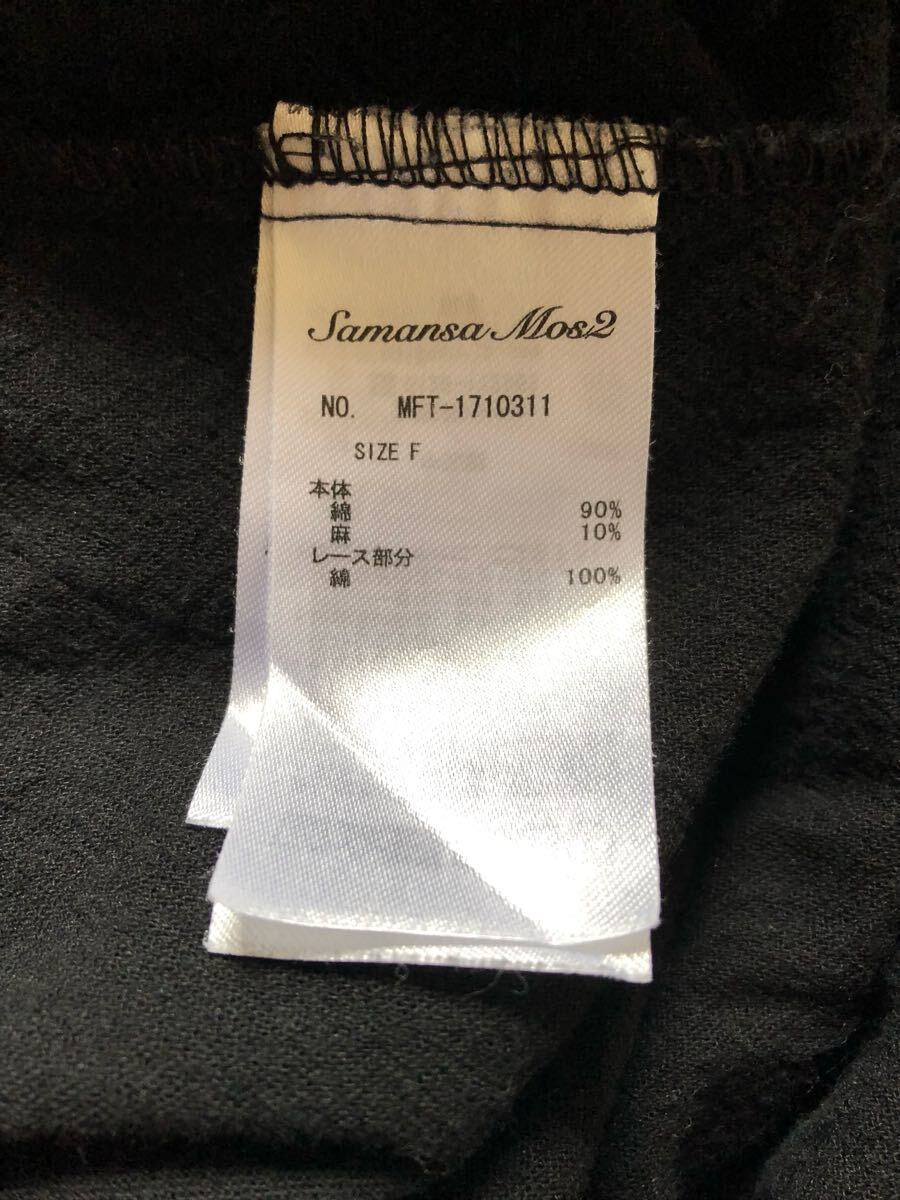 Samansa Mos2
NO. MFT-1710311
SIZE F
本体
綿 90%
麻 10%
レース部分
綿 100%